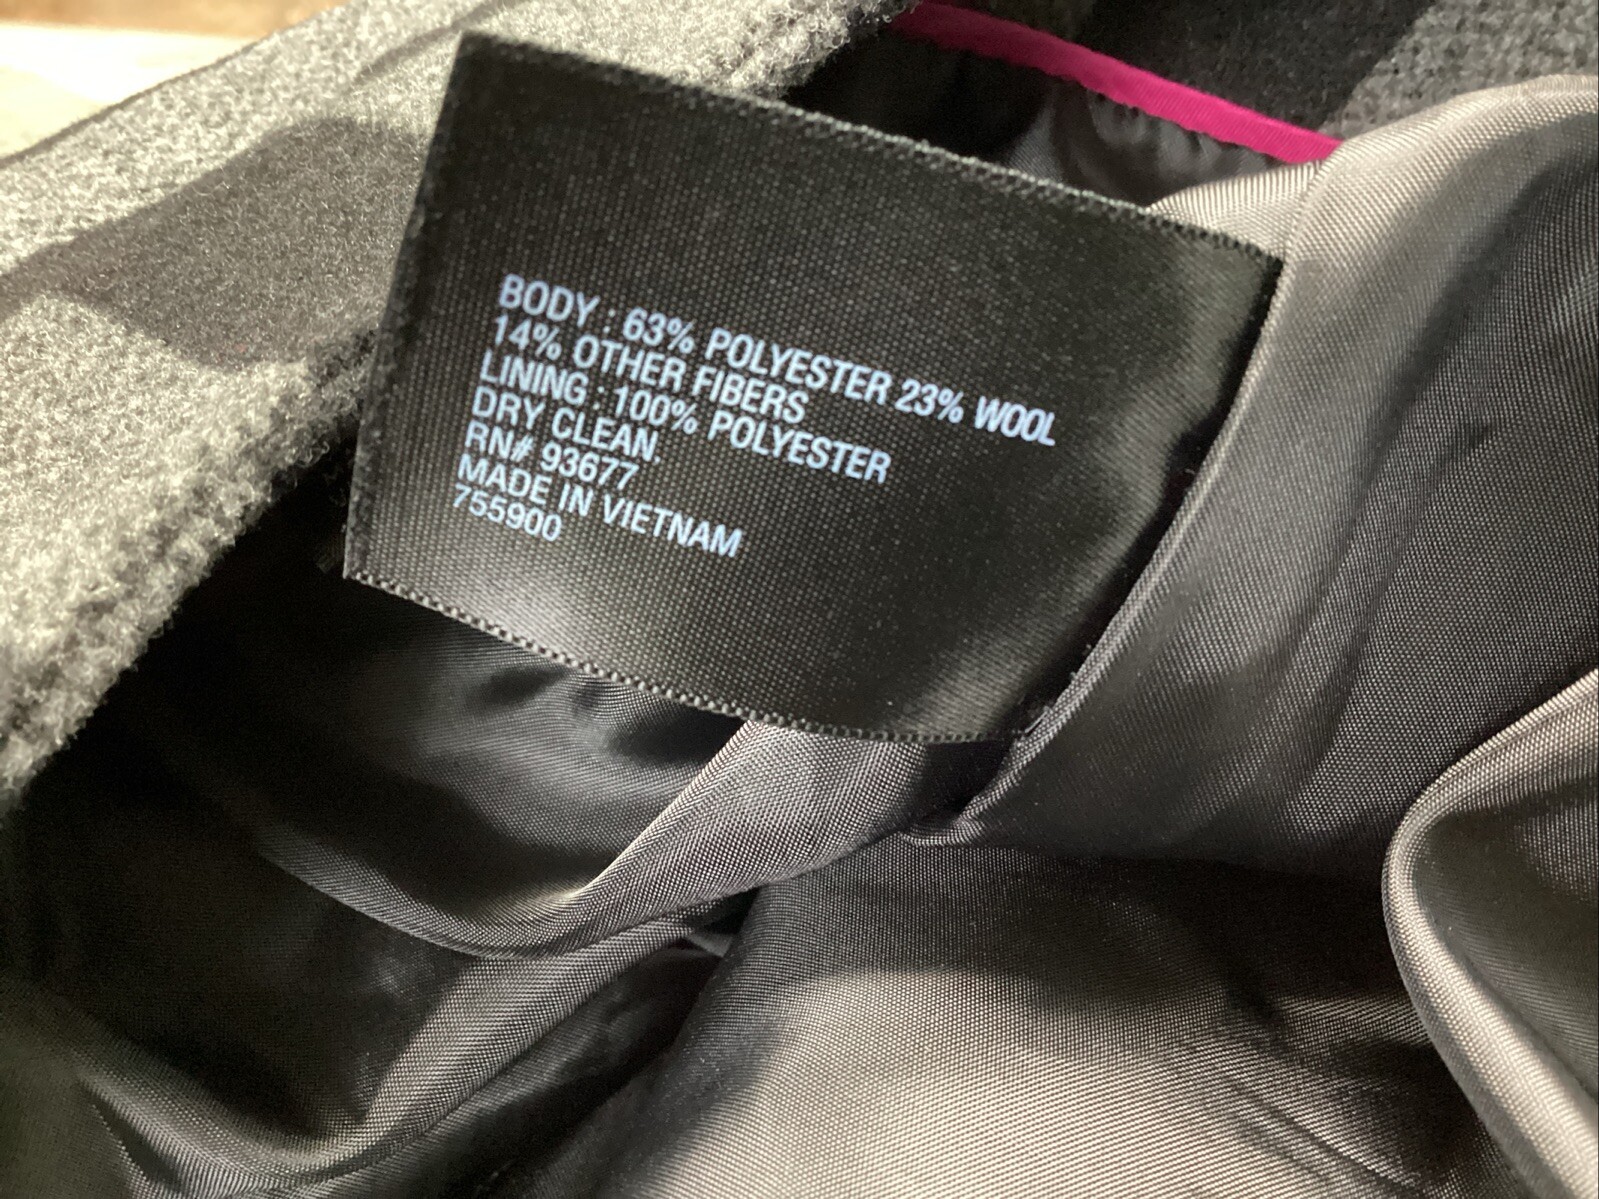 BODY : 63% POLYESTER 23% WOOL
14% OTHER FIBERS
LINING : 100% POLYESTER
DRY CLEAN.
RN# 93677
MADE IN VIETNAM
755900